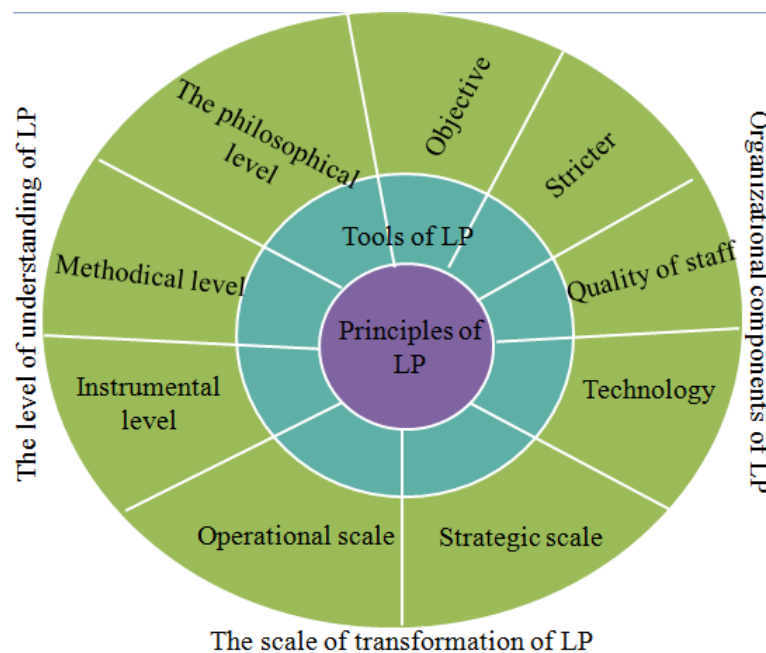 The level of understanding of LP
The philosophical
level
Objective
Stricter
Organizational components of LP
Methodical level
Tools of LP
Quality of staff
Principles of
LP
Instrumental
level
Technology
Operational scale
Strategic scale
The scale of transformation of LP